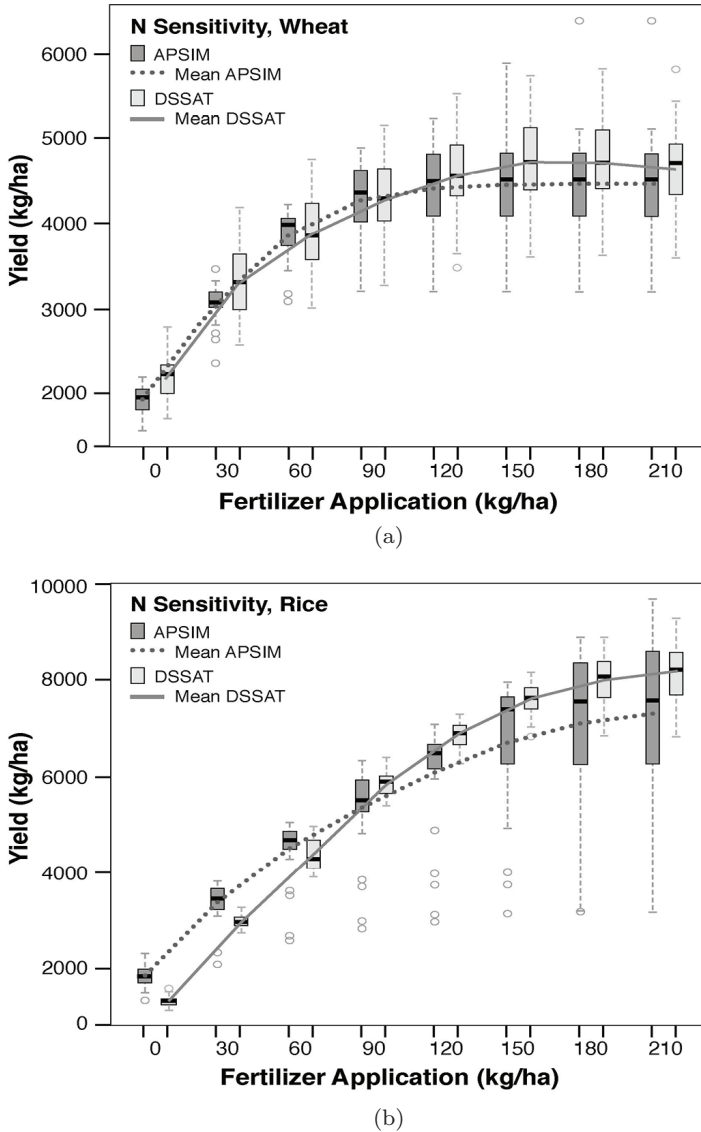 N Sensitivity, Wheat
APSIM
Mean APSIM
DSSAT
Mean DSSAT
Yield (kg/ha)
6000
5000
4000
3000
2000
0
0 30 60 90 120 150 180 210
Fertilizer Application (kg/ha)
(a)
N Sensitivity, Rice
APSIM
Mean APSIM
DSSAT
Mean DSSAT
Yield (kg/ha)
10000
8000
6000
4000
2000
0
0 30 60 90 120 150 180 210
Fertilizer Application (kg/ha)
(b)